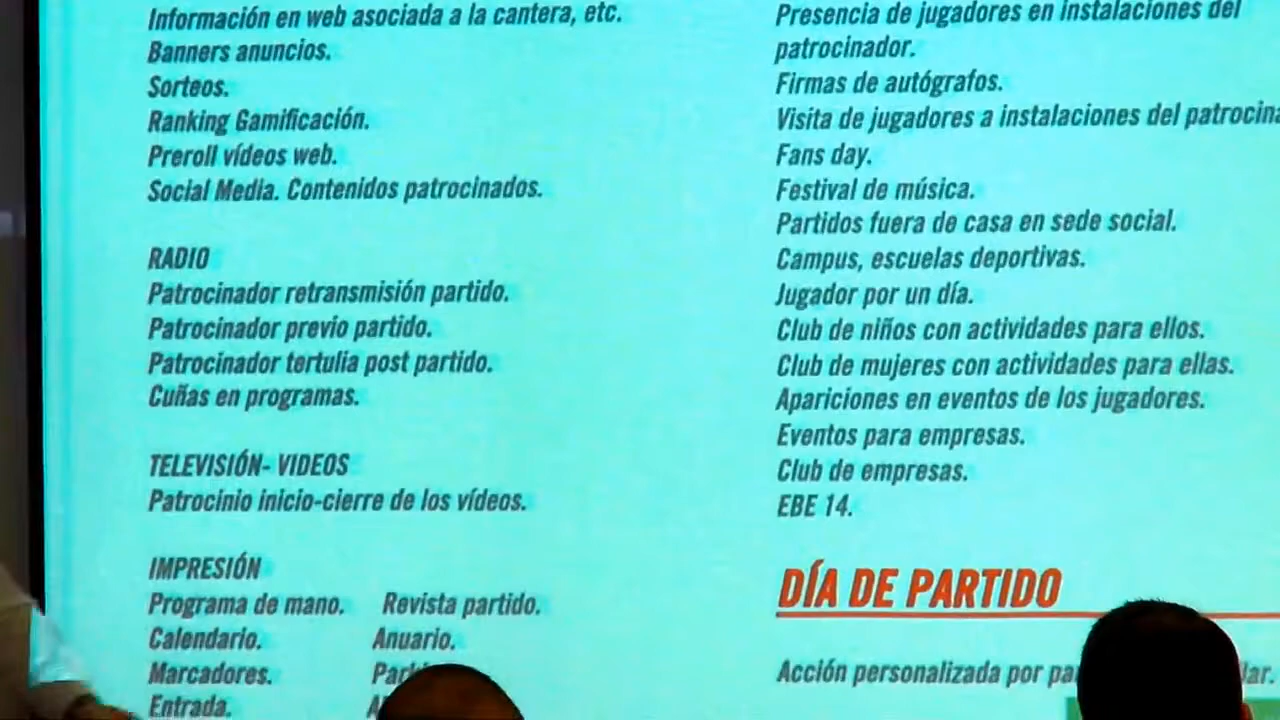 Información en web asociada a la cantera, etc.
Banners anuncios.
Sorteos.
Ranking Gamificación.
Preroll vídeos web.
Social Media. Contenidos patrocinados.
RADIO
Patrocinador retransmisión partido.
Patrocinador previo partido.
Patrocinador tertulia post partido.
Cuñas en programas.
TELEVISIÓN- VIDEOS
Patrocinio inicio-cierre de los vídeos.
IMPRESIÓN
Programa de mano. Revista partido.
Calendario. Anuario.
Marcadores.
Entrada.
Presencia de jugadores en instalaciones del
patrocinador.
Firmas de autógrafos.
Visita de jugadores a instalaciones del
Fans day.
Festival de música.
Partidos fuera de casa en sede social.
Campus, escuelas deportivas.
Jugador por un día.
Club de niños con actividades para ellos.
Club de mujeres con actividades para ellas.
Apariciones en eventos de los jugadores.
Eventos para empresas.
Club de empresas.
EBE 14.
DÍA DE PARTIDO
Acción personalizada por